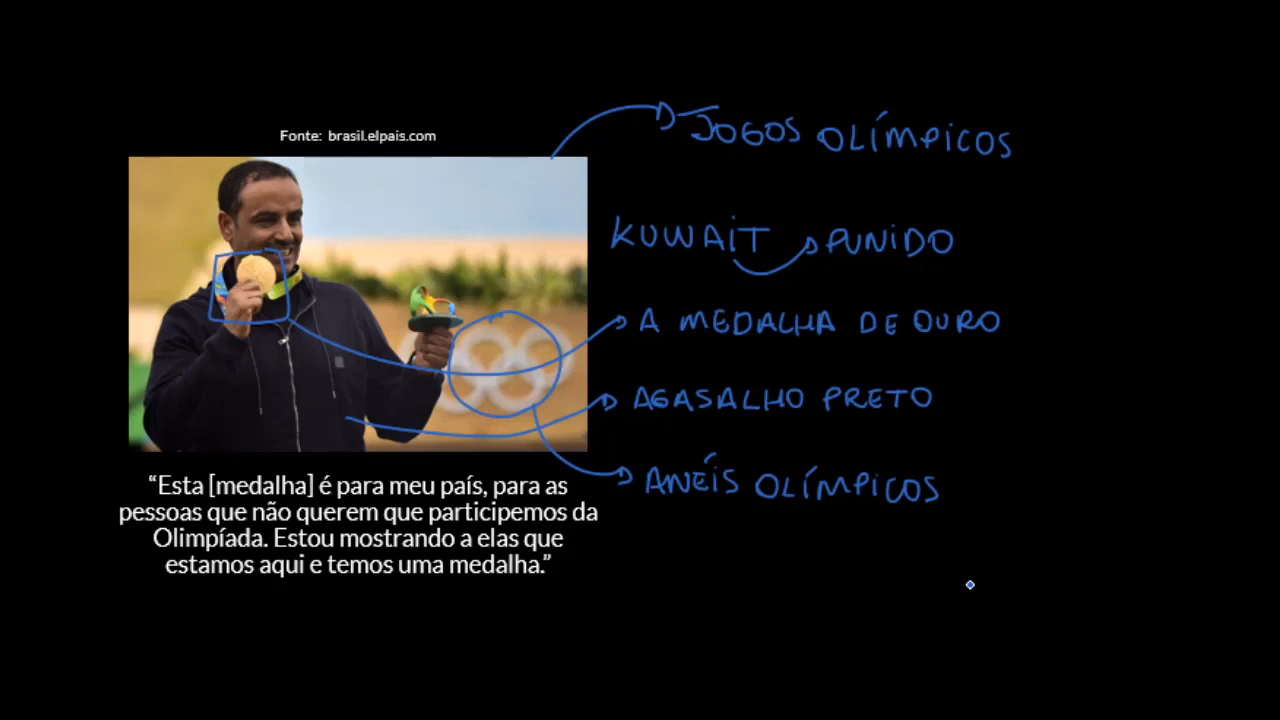 Fonte: brasil.elpais.com
JOGOS OLÍMPICOS
KUWAIT PUNIDO
A MEDALHA DE OURO
AGASALHO PRETO
ANÉIS OLÍMPICOS
“Esta [medalha] é para meu país, para as
pessoas que não querem que participemos da
Olimpíada. Estou mostrando a elas que
estamos aqui e temos uma medalha.”